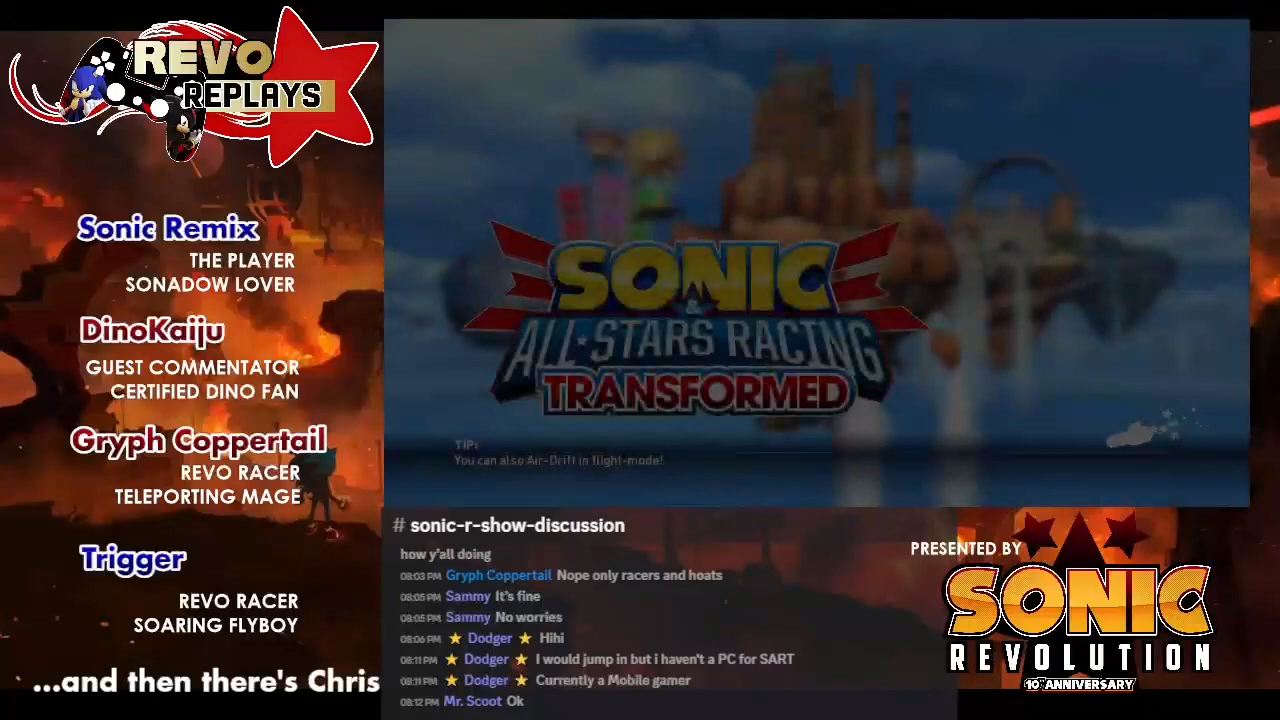 REVO
REPLAYS
Sonic Remix
THE PLAYER
SONADOW LOVER
DinoKaiju
GUEST COMMENTATOR
CERTIFIED DINO FAN
Gryph Coppertail
REVO RACER
TELEPORTING MAGE
Trigger
REVO RACER
SOARING FLYBOY
...and then there's Chris
SONIC
&
ALL-STARS RACING
TRANSFORMED
TIP:
You can also Air-Drift in flight-mode!
# sonic-r-show-discussion
how y'all doing
08:03 PM Gryph Coppertail Nope only racers and hoats
08:05 PM Sammy It's fine
08:05 PM Sammy No worries
08:06 PM ⭐ Dodger ⭐ Hihi
08:11 PM ⭐ Dodger ⭐ I would jump in but i haven't a PC for SART
08:11 PM ⭐ Dodger ⭐ Currently a Mobile gamer
08:12 PM Mr. Scoot Ok
PRESENTED BY
SONIC
REVOLUTION
10TH ANNIVERSARY